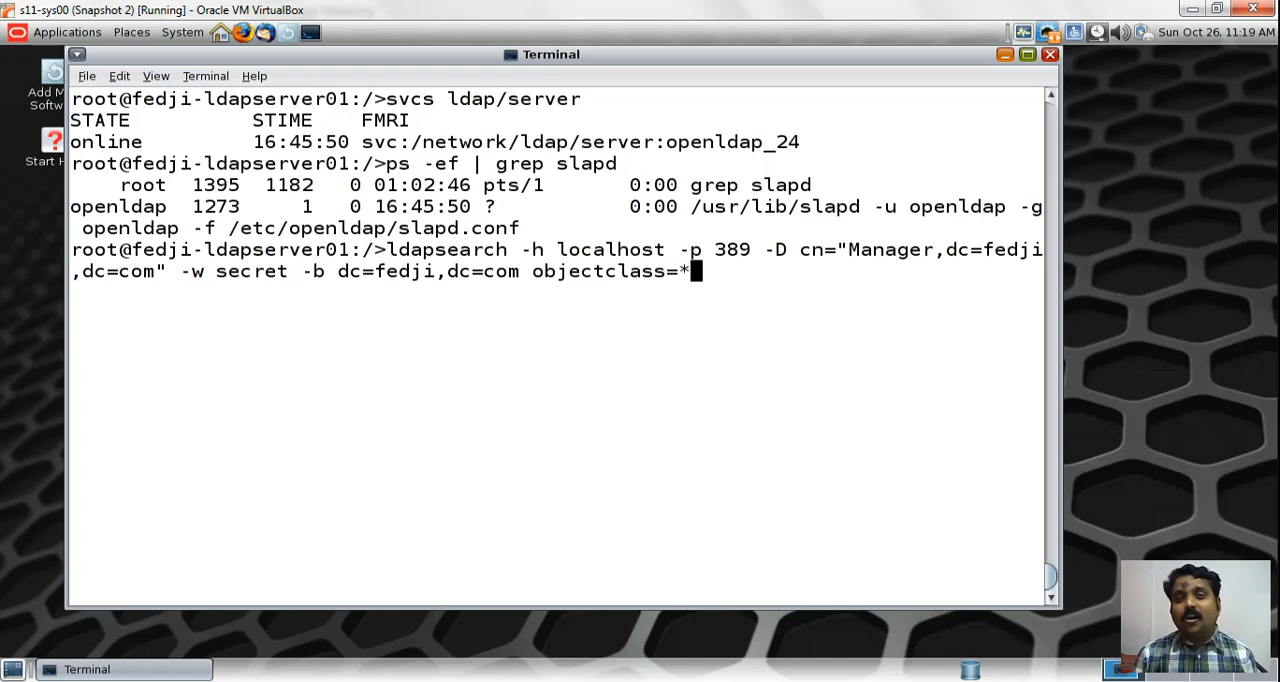 s11-sys00 (Snapshot 2) [Running] - Oracle VM VirtualBox
Applications Places System Sun Oct 26, 11:19 AM
Terminal
File Edit View Terminal Help
Add M
Softw
Start H
root@fedji-ldapserver01:/>svcs ldap/server
STATE STIME FMRI
online 16:45:50 svc:/network/ldap/server:openldap_24
root@fedji-ldapserver01:/>ps -ef | grep slapd
root 1395 1182 0 01:02:46 pts/1 0:00 grep slapd
openldap 1273 1 0 16:45:50 ? 0:00 /usr/lib/slapd -u openldap -g
openldap -f /etc/openldap/slapd.conf
root@fedji-ldapserver01:/>ldapsearch -h localhost -p 389 -D cn="Manager,dc=fedji
,dc=com" -w secret -b dc=fedji,dc=com objectclass=*
Terminal